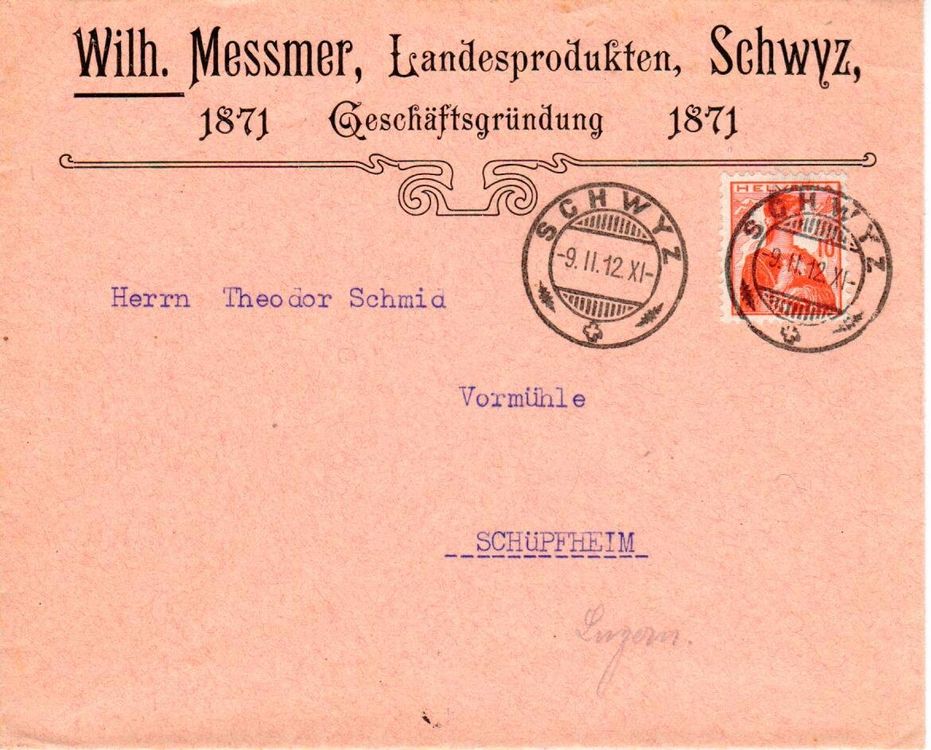 Wilh. Messmer, Landesprodukten, Schwyz,
1871 Geschäftsgründung 1871
SCHWYZ
-9. II. 12. XI-
HELVETIA
10
SCHWYZ
-9. II. 12. XI-
Herrn Theodor Schmid
Vormühle
SCHÜPFHEIM
Luzern.